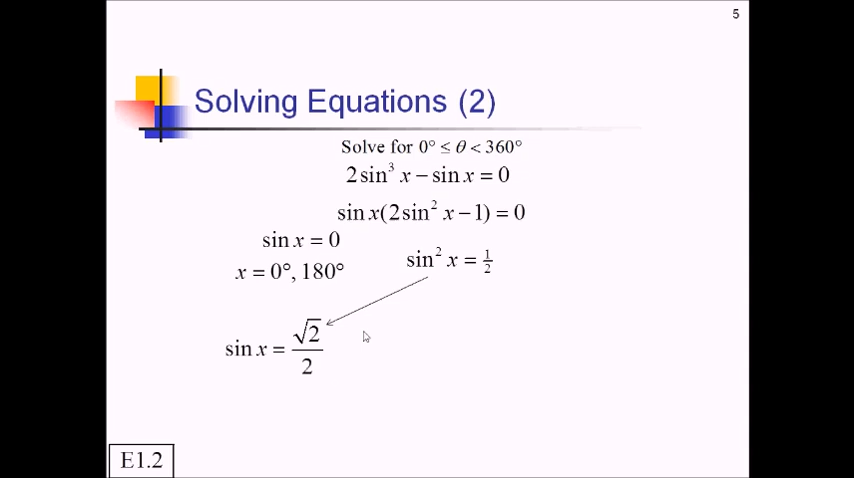 5
Solving Equations (2)
Solve for 0° ≤ θ < 360°
2 sin³ x − sin x = 0
sin x(2 sin² x − 1) = 0
sin x = 0
x = 0°, 180°
sin² x = 1/2
sin x = √2/2
E1.2